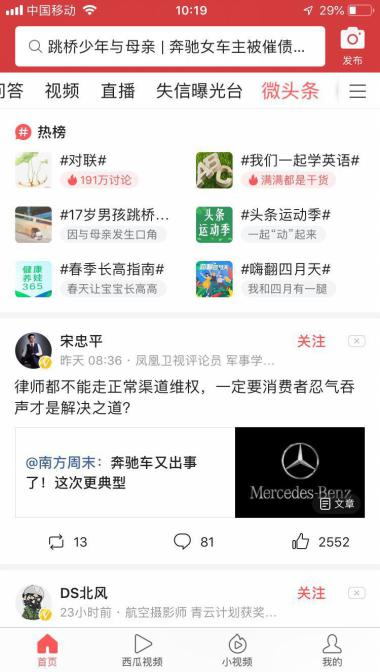 中国移动
10:19
29%
跳桥少年与母亲 | 奔驰女车主被催债...
发布
问答 视频 直播 失信曝光台 微头条
热榜
#对联#
191万讨论
#我们一起学英语#
满满都是干货
#17岁男孩跳桥...
因与母亲发生口角
头条
运动季
#头条运动季#
一起“动”起来
健康
养娃
365
#春季长高指南#
春天让宝宝长高高
#嗨翻四月天#
我和四月有一腿
宋忠平
关注
昨天 08:36 · 凤凰卫视评论员 军事学...
律师都不能走正常渠道维权，一定要消费者忍气吞
声才是解决之道？
@南方周末：奔驰车又出事
了！这次更典型
Mercedes-Benz
文章
13
81
2552
DS北风
关注
23小时前 · 航空摄影师 青云计划获奖...
首页
西瓜视频
小视频
我的